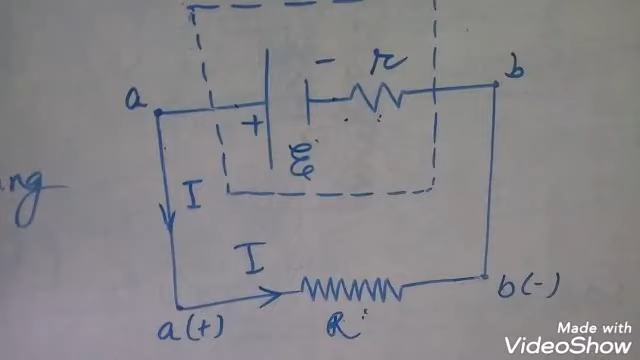 - r
a b
+
ℰ
ng
I
I
a(+) R b(-)
Made with
VideoShow